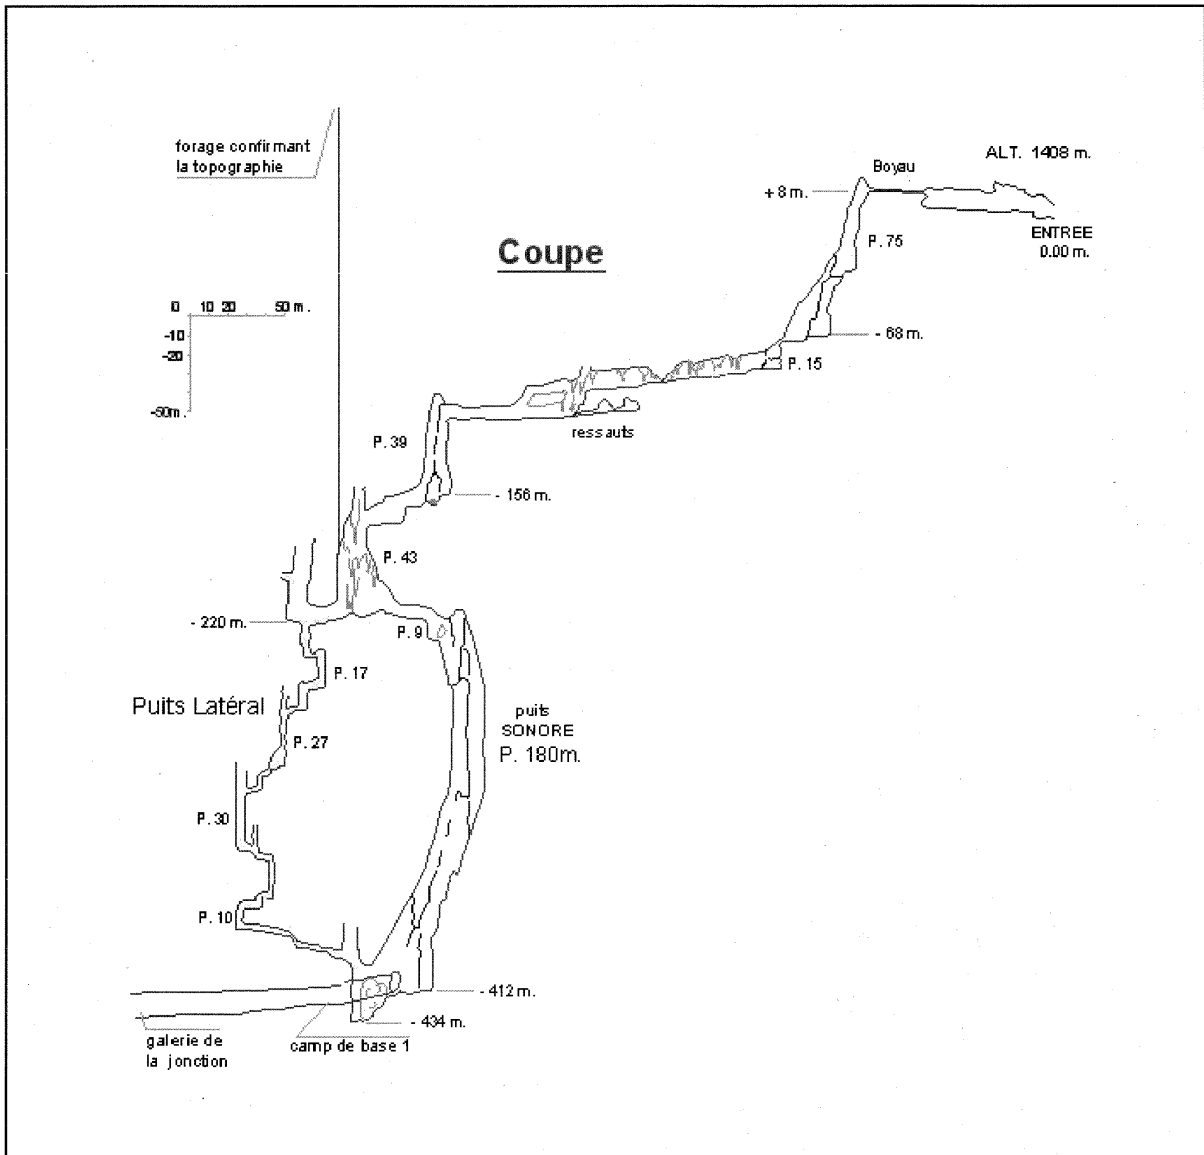 forage confirmant
la topographie
Boyau
ALT. 1408 m.
+ 8 m.
ENTREE
0.00 m.
P. 75
Coupe
0 10 20 50 m.
-10
-20
-50m.
- 68 m.
P. 15
ressauts
P. 39
- 156 m.
P. 43
- 220 m.
P. 9
P. 17
Puits Latéral
puits
SONORE
P. 180m.
P. 27
P. 30
P. 10
- 412 m.
- 434 m.
galerie de
la jonction
camp de base 1